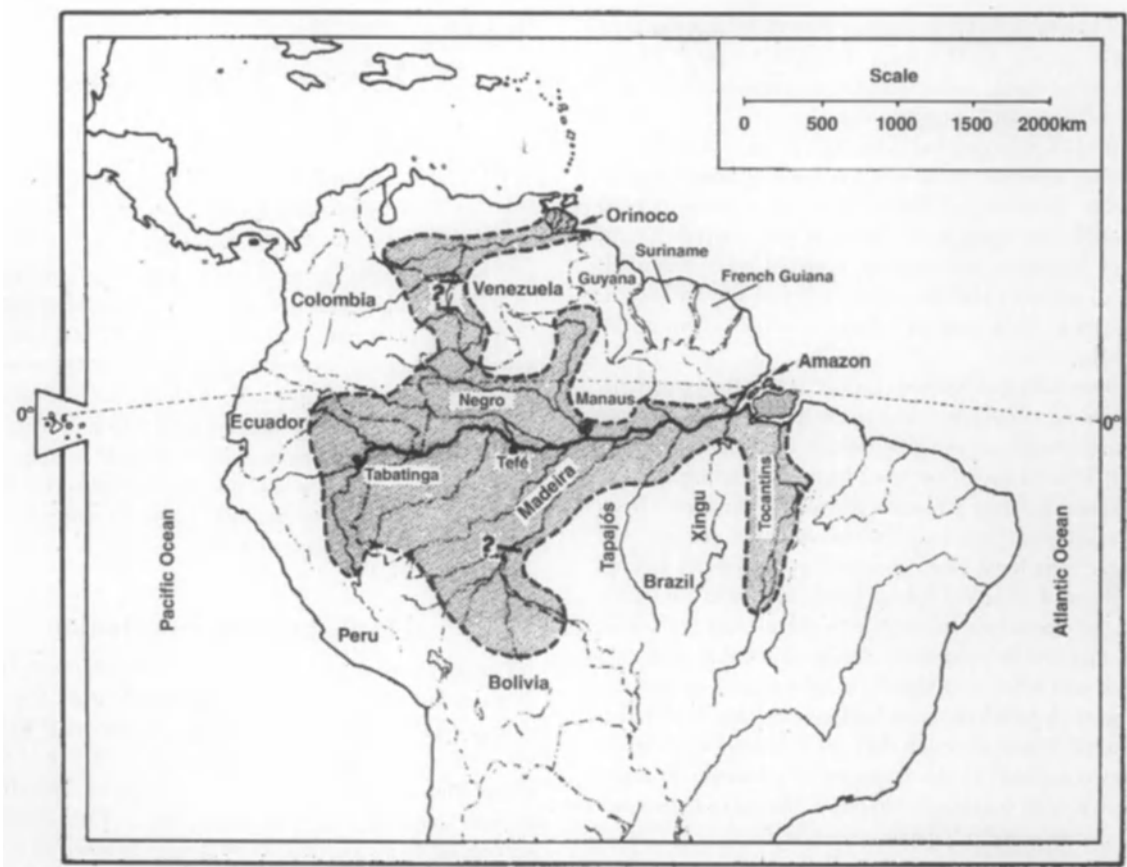 Scale
0 500 1000 1500 2000km
Orinoco
Suriname
Guyana
French Guiana
Venezuela
Colombia
?
Amazon
Negro
Manaus
0°
0°
Ecuador
Tabatinga
Tefé
Madeira
Tapajós
Xingu
Tocantins
?
Brazil
Pacific Ocean
Atlantic Ocean
Peru
Bolivia